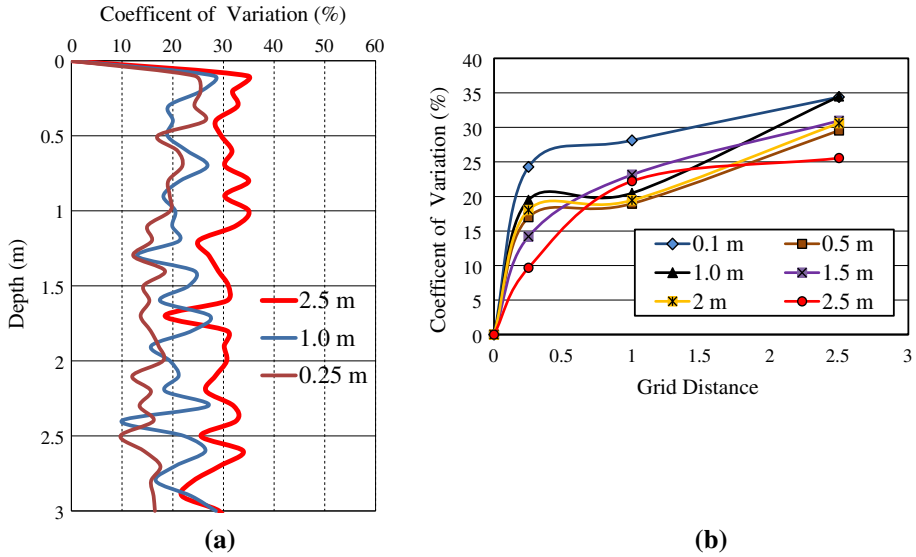 Coefficent of Variation (%)
0 10 20 30 40 50 60
0
0.5
1
1.5
2
2.5
3
Depth (m)
2.5 m
1.0 m
0.25 m
(a)
40
35
30
25
20
15
10
5
0
Coefficent of Variation (%)
0 0.5 1 1.5 2 2.5 3
Grid Distance
0.1 m 0.5 m
1.0 m 1.5 m
2 m 2.5 m
(b)